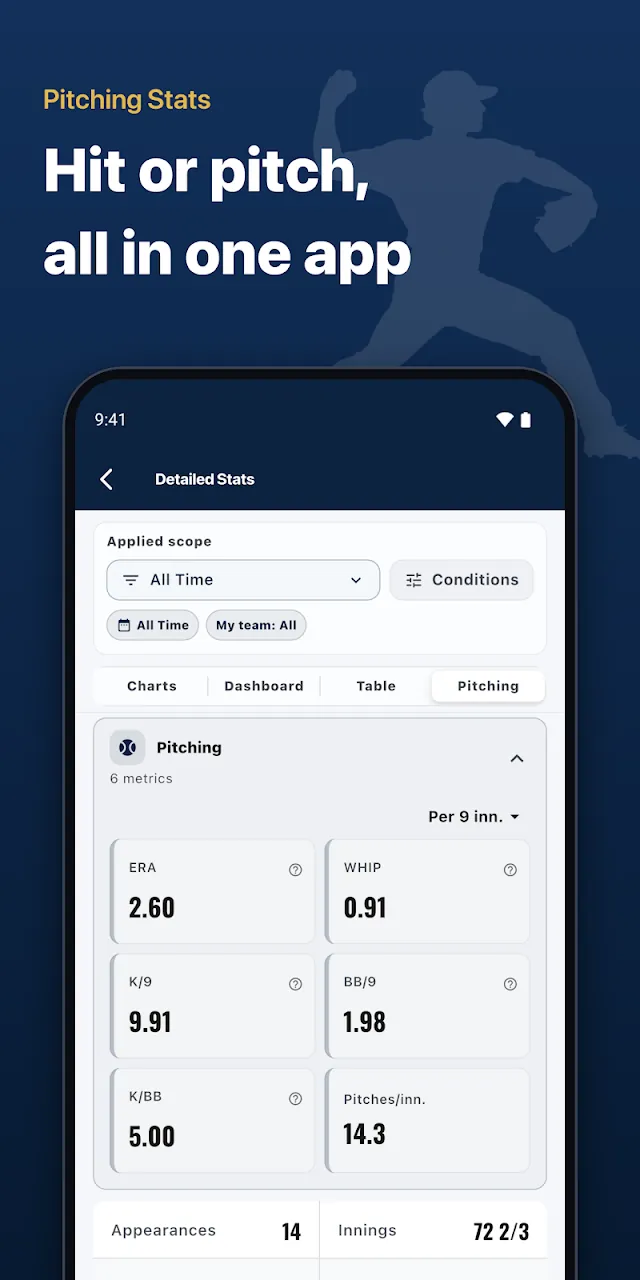 Pitching Stats
Hit or pitch,
all in one app
9:41
Detailed Stats
Applied scope
All Time
Conditions
All Time
My team: All
Charts
Dashboard
Table
Pitching
Pitching
6 metrics
Per 9 inn.
ERA
2.60
WHIP
0.91
K/9
9.91
BB/9
1.98
K/BB
5.00
Pitches/inn.
14.3
Appearances 14
Innings 72 2/3